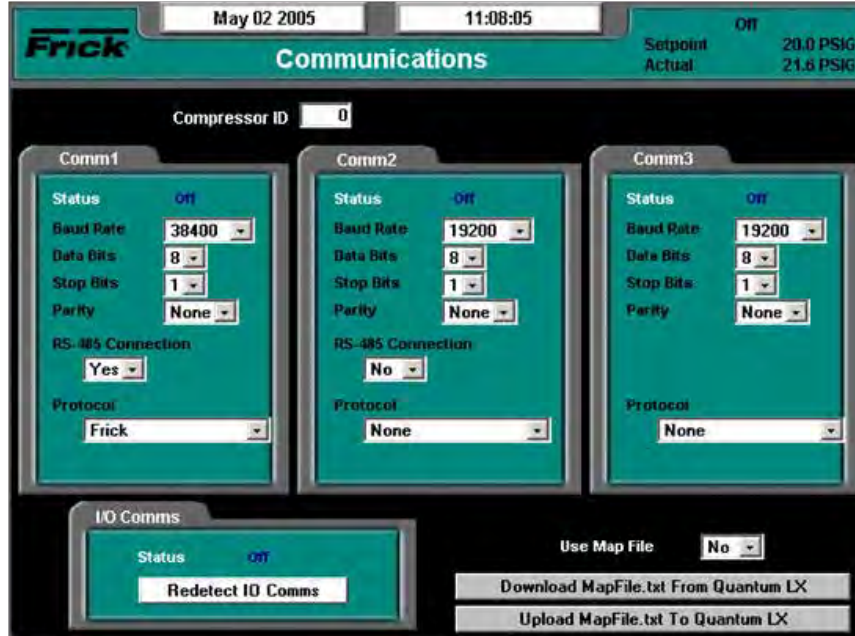 May 02 2005 11:08:05 Off
Frick Communications Setpoint 20.0 PSIG
Actual 21.6 PSIG
Compressor ID 0
Comm1
Status Off
Baud Rate 38400
Data Bits 8
Stop Bits 1
Parity None
RS-485 Connection
Yes
Protocol
Frick
Comm2
Status Off
Baud Rate 19200
Data Bits 8
Stop Bits 1
Parity None
RS-485 Connection
No
Protocol
None
Comm3
Status Off
Baud Rate 19200
Data Bits 8
Stop Bits 1
Parity None
Protocol
None
I/O Comms
Status Off
Redetect IO Comms
Use Map File No
Download MapFile.txt From Quantum LX
Upload MapFile.txt To Quantum LX